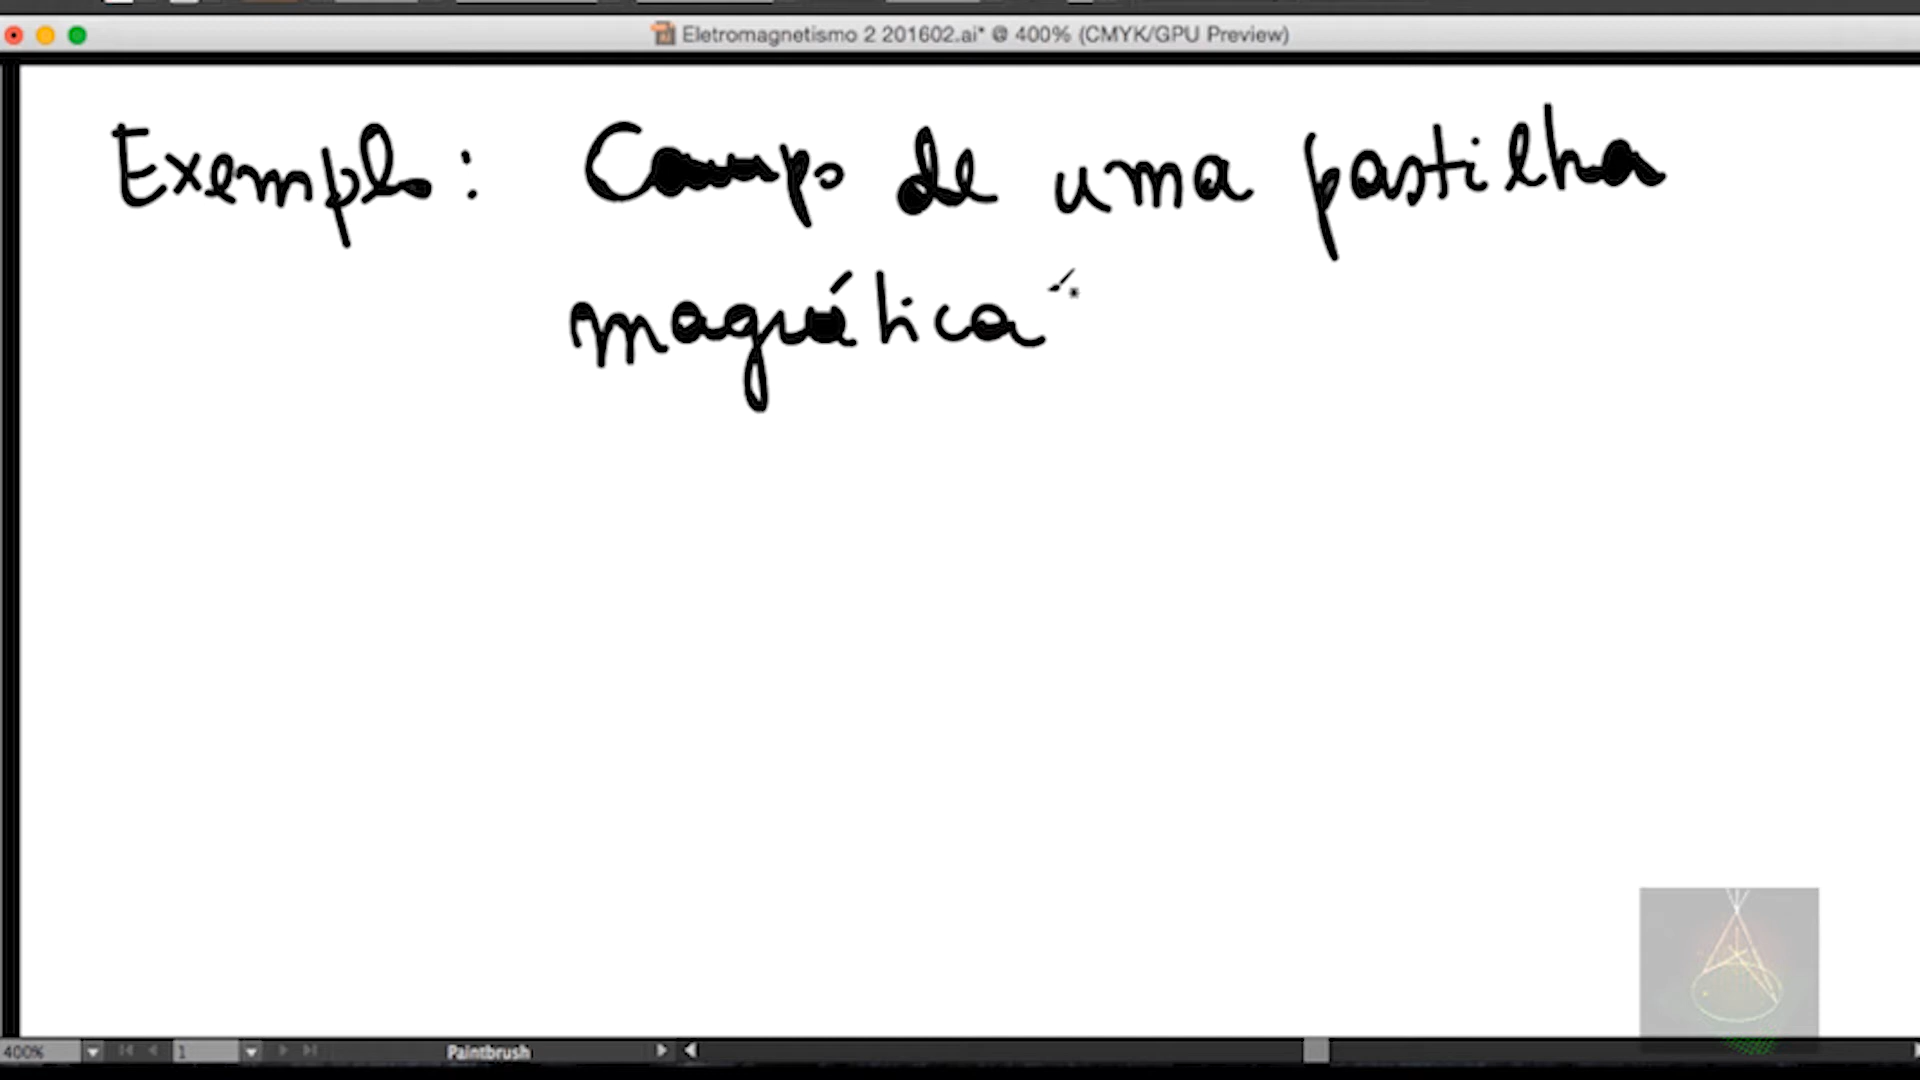 Eletromagnetismo 2 201602.ai* @ 400% (CMYK/GPU Preview)
Exemplo: Campo de uma pastilha
magnética
400%
1
Paintbrush